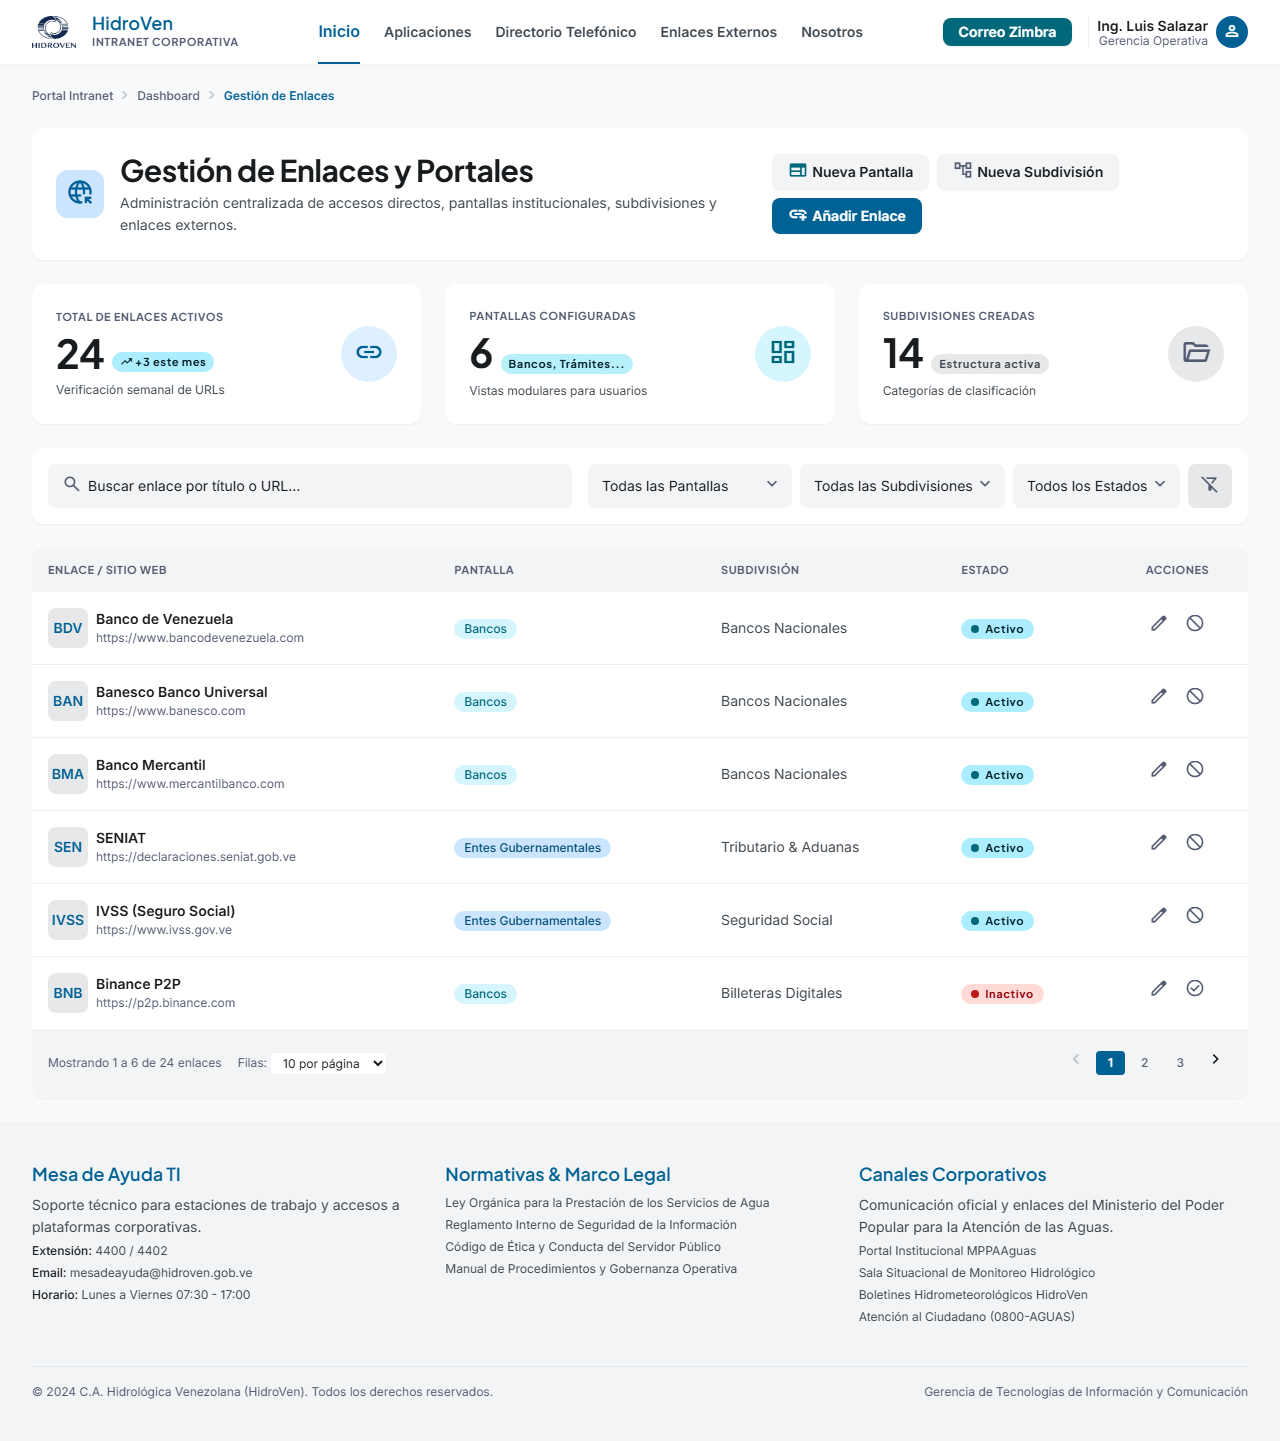 HIDROVEN
HidroVen
INTRANET CORPORATIVA
Inicio
Aplicaciones
Directorio Telefónico
Enlaces Externos
Nosotros
Correo Zimbra
Ing. Luis Salazar
Gerencia Operativa
Portal Intranet
Dashboard
Gestión de Enlaces
Gestión de Enlaces y Portales
Administración centralizada de accesos directos, pantallas institucionales, subdivisiones y
enlaces externos.
Nueva Pantalla
Nueva Subdivisión
Añadir Enlace
TOTAL DE ENLACES ACTIVOS
24
+3 este mes
Verificación semanal de URLs
PANTALLAS CONFIGURADAS
6
Bancos, Trámites...
Vistas modulares para usuarios
SUBDIVISIONES CREADAS
14
Estructura activa
Categorías de clasificación
Buscar enlace por título o URL...
Todas las Pantallas
Todas las Subdivisiones
Todos los Estados
ENLACE / SITIO WEB
PANTALLA
SUBDIVISIÓN
ESTADO
ACCIONES
BDV
Banco de Venezuela
https://www.bancodevenezuela.com
Bancos
Bancos Nacionales
Activo
BAN
Banesco Banco Universal
https://www.banesco.com
Bancos
Bancos Nacionales
Activo
BMA
Banco Mercantil
https://www.mercantilbanco.com
Bancos
Bancos Nacionales
Activo
SEN
SENIAT
https://declaraciones.seniat.gob.ve
Entes Gubernamentales
Tributario & Aduanas
Activo
IVSS
IVSS (Seguro Social)
https://www.ivss.gov.ve
Entes Gubernamentales
Seguridad Social
Activo
BNB
Binance P2P
https://p2p.binance.com
Bancos
Billeteras Digitales
Inactivo
Mostrando 1 a 6 de 24 enlaces
Filas:
10 por página
1
2
3
Mesa de Ayuda TI
Soporte técnico para estaciones de trabajo y accesos a
plataformas corporativas.
Extensión: 4400 / 4402
Email: mesadeayuda@hidroven.gob.ve
Horario: Lunes a Viernes 07:30 - 17:00
Normativas & Marco Legal
Ley Orgánica para la Prestación de los Servicios de Agua
Reglamento Interno de Seguridad de la Información
Código de Ética y Conducta del Servidor Público
Manual de Procedimientos y Gobernanza Operativa
Canales Corporativos
Comunicación oficial y enlaces del Ministerio del Poder
Popular para la Atención de las Aguas.
Portal Institucional MPPAAguas
Sala Situacional de Monitoreo Hidrológico
Boletines Hidrometeorológicos HidroVen
Atención al Ciudadano (0800-AGUAS)
© 2024 C.A. Hidrológica Venezolana (HidroVen). Todos los derechos reservados.
Gerencia de Tecnologías de Información y Comunicación